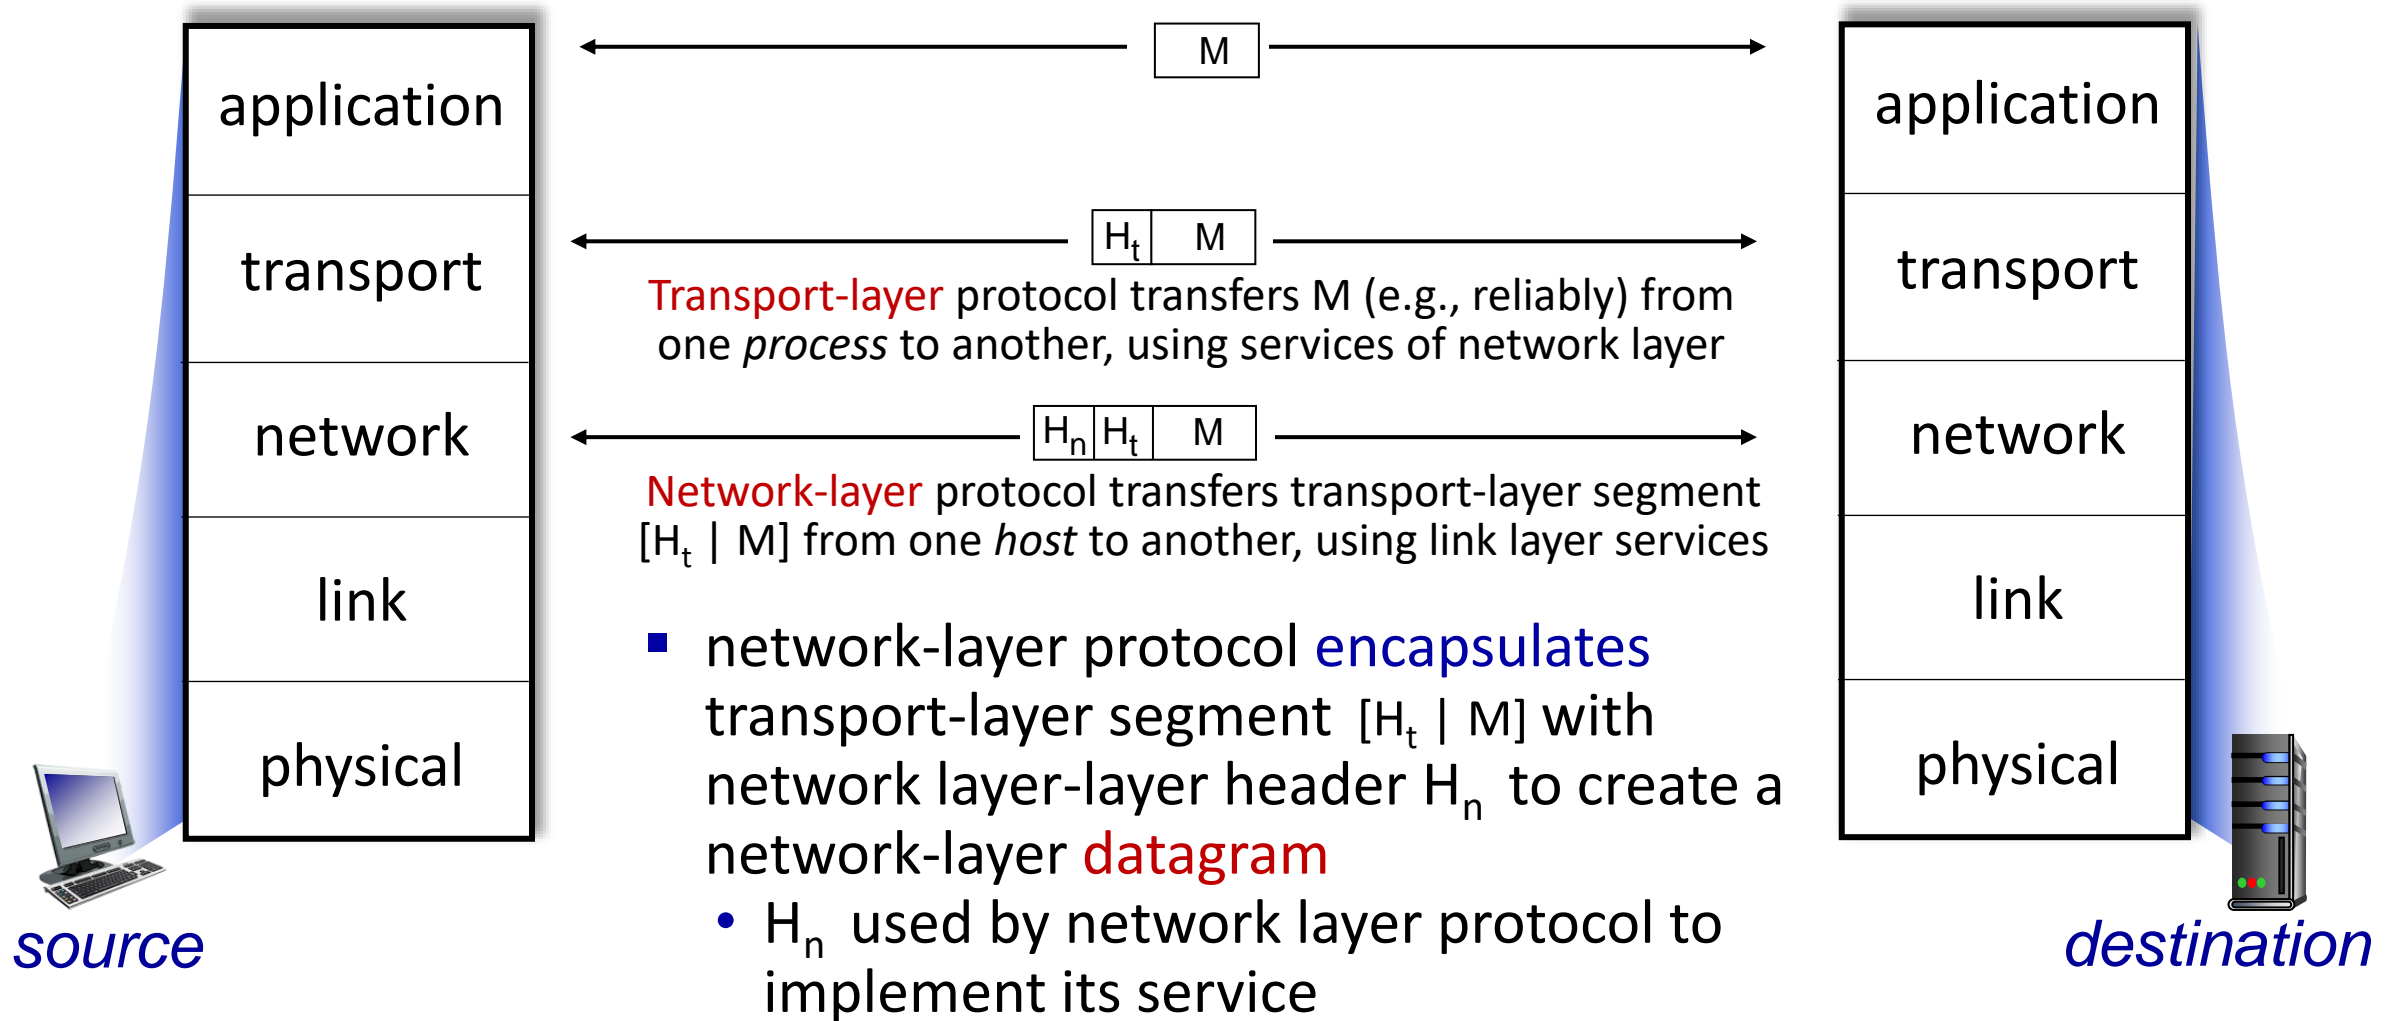 application
transport
network
link
physical
source
M
H_t M
Transport-layer protocol transfers M (e.g., reliably) from
one process to another, using services of network layer
H_n H_t M
Network-layer protocol transfers transport-layer segment
[H_t | M] from one host to another, using link layer services
network-layer protocol encapsulates
transport-layer segment [H_t | M] with
network layer-layer header H_n to create a
network-layer datagram
H_n used by network layer protocol to
implement its service
application
transport
network
link
physical
destination